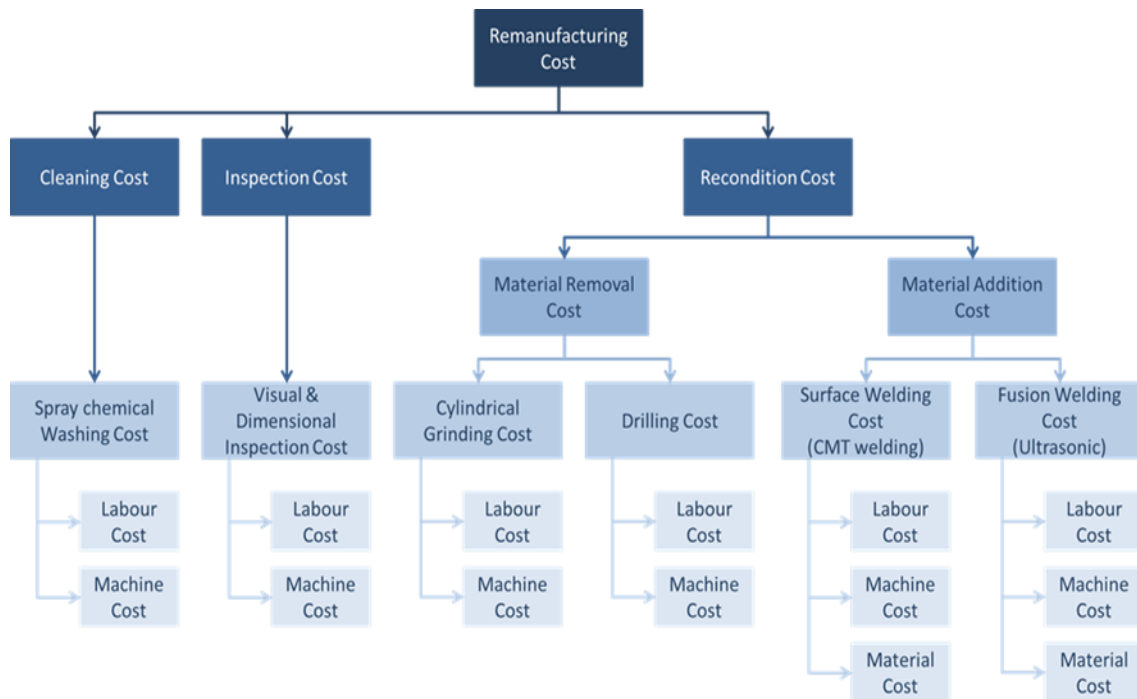 Remanufacturing
Cost
Cleaning Cost
Inspection Cost
Recondition Cost
Material Removal
Cost
Material Addition
Cost
Spray chemical
Washing Cost
Visual &
Dimensional
Inspection Cost
Cylindrical
Grinding Cost
Drilling Cost
Surface Welding
Cost
(CMT welding)
Fusion Welding
Cost
(Ultrasonic)
Labour
Cost
Labour
Cost
Labour
Cost
Labour
Cost
Labour
Cost
Labour
Cost
Machine
Cost
Machine
Cost
Machine
Cost
Machine
Cost
Machine
Cost
Machine
Cost
Material
Cost
Material
Cost